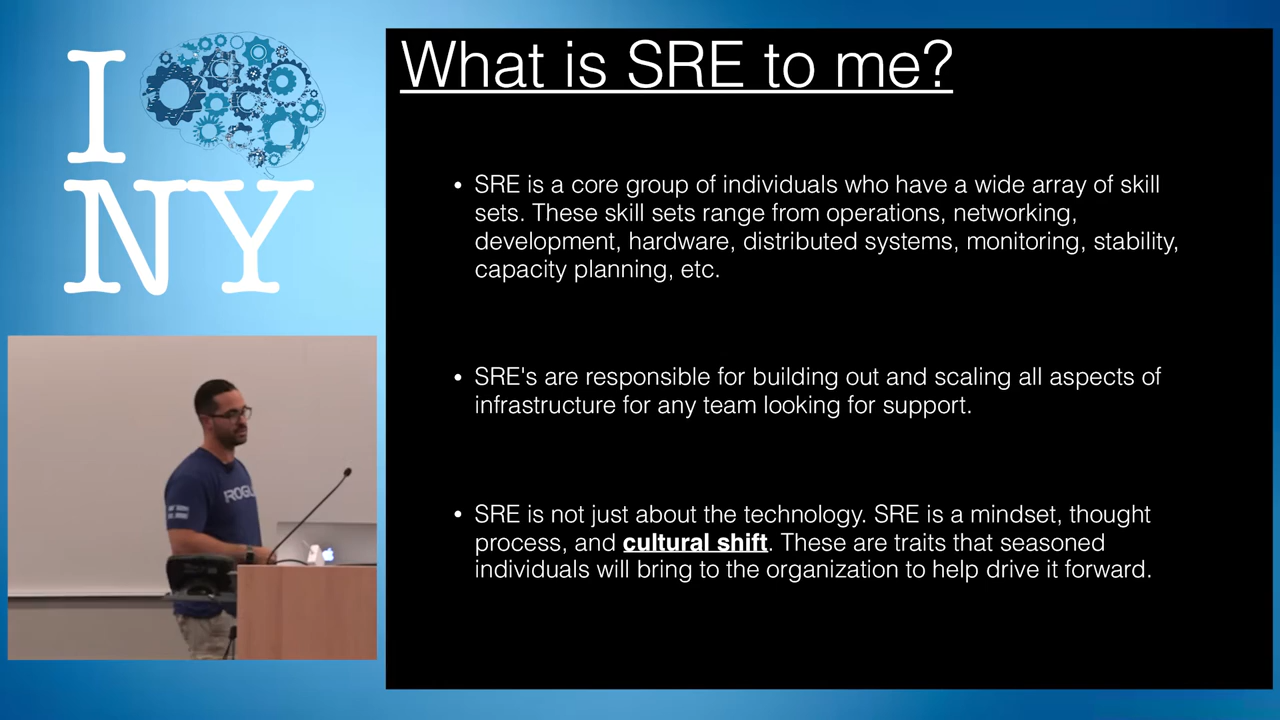 I
NY
What is SRE to me?
• SRE is a core group of individuals who have a wide array of skill
sets. These skill sets range from operations, networking,
development, hardware, distributed systems, monitoring, stability,
capacity planning, etc.
• SRE's are responsible for building out and scaling all aspects of
infrastructure for any team looking for support.
• SRE is not just about the technology. SRE is a mindset, thought
process, and cultural shift. These are traits that seasoned
individuals will bring to the organization to help drive it forward.